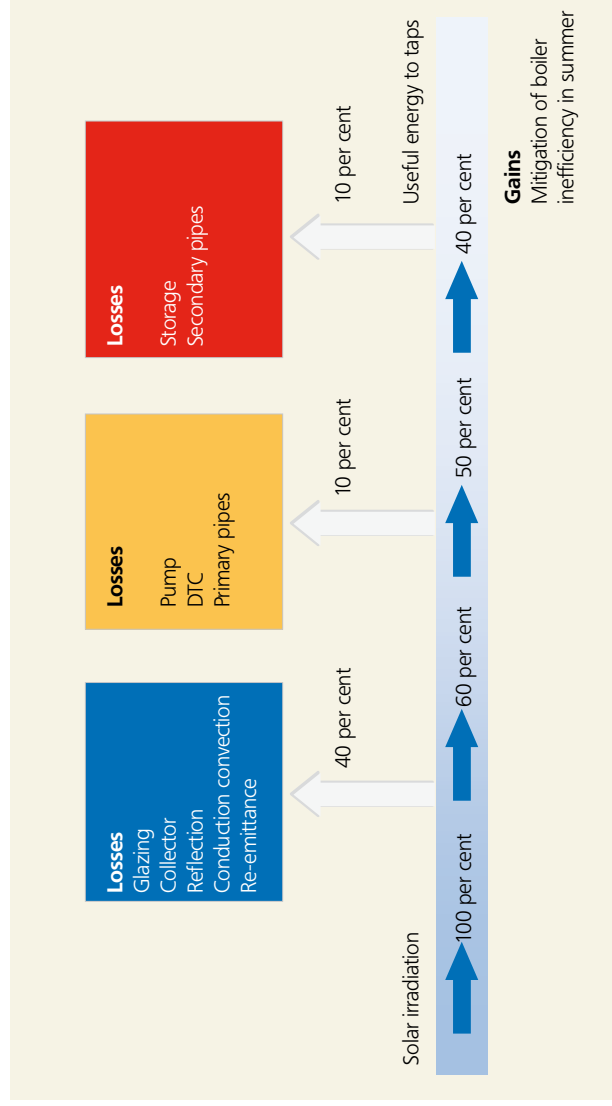 Losses
Glazing
Collector
Reflection
Conduction convection
Re-emittance
Losses
Pump
DTC
Primary pipes
Losses
Storage
Secondary pipes
40 per cent
10 per cent
10 per cent
Solar irradiation
Useful energy to taps
100 per cent
60 per cent
50 per cent
40 per cent
Gains
Mitigation of boiler
inefficiency in summer